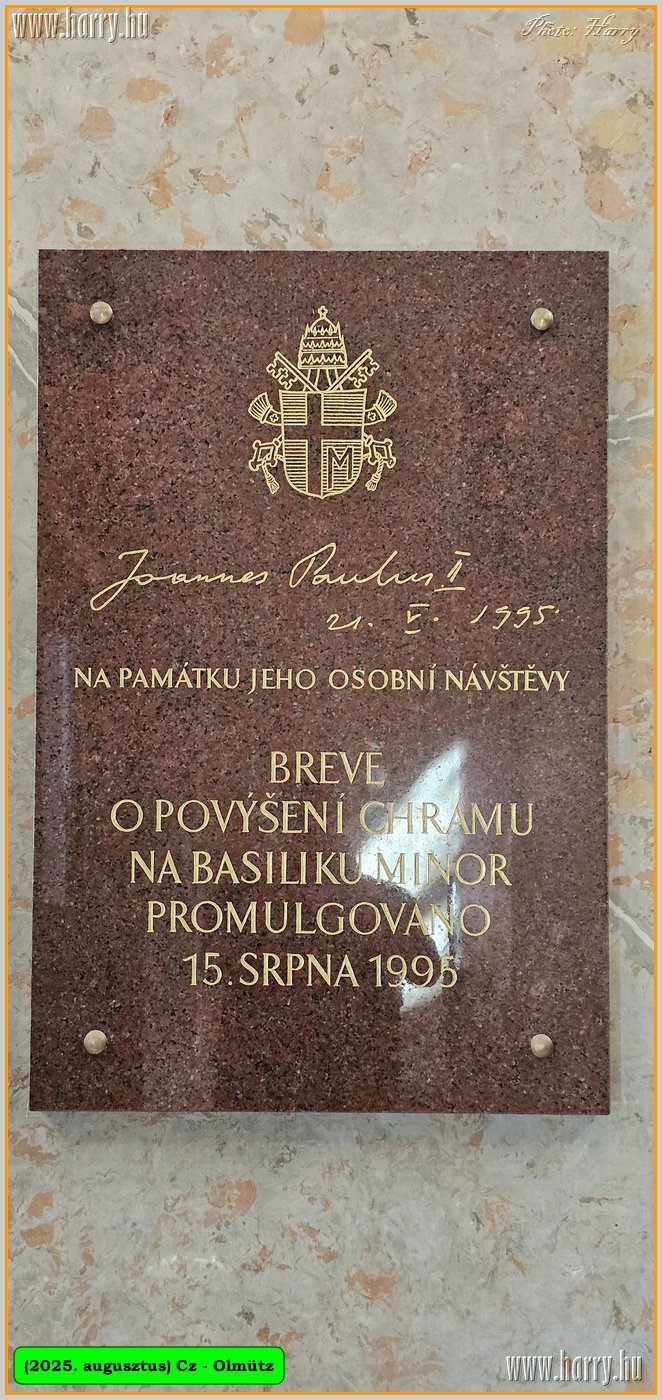 www.harry.hu
Photo: Harry
M
Joannes Paulus II
21. V. 1995.
NA PAMÁTKU JEHO OSOBNÍ NÁVŠTĚVY
BREVE
O POVÝŠENÍ CHRÁMU
NA BASILIKU MINOR
PROMULGOVÁNO
15. SRPNA 1995
(2025. augusztus) Cz - Olmütz
www.harry.hu